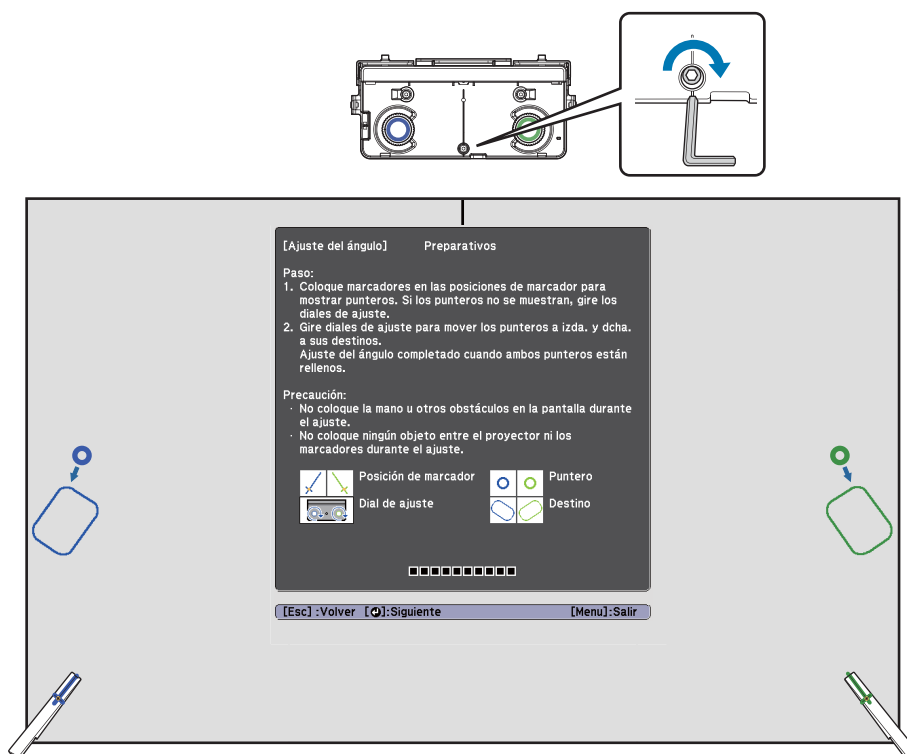 [Ajuste del ángulo] Preparativos
Paso:
1. Coloque marcadores en las posiciones de marcador para
mostrar punteros. Si los punteros no se muestran, gire los
diales de ajuste.
2. Gire diales de ajuste para mover los punteros a izda. y dcha.
a sus destinos.
Ajuste del ángulo completado cuando ambos punteros están
rellenos.
Precaución:
· No coloque la mano u otros obstáculos en la pantalla durante
el ajuste.
· No coloque ningún objeto entre el proyector ni los
marcadores durante el ajuste.
Posición de marcador
Puntero
Dial de ajuste
Destino
[Esc] :Volver [⏎]:Siguiente [Menu]:Salir